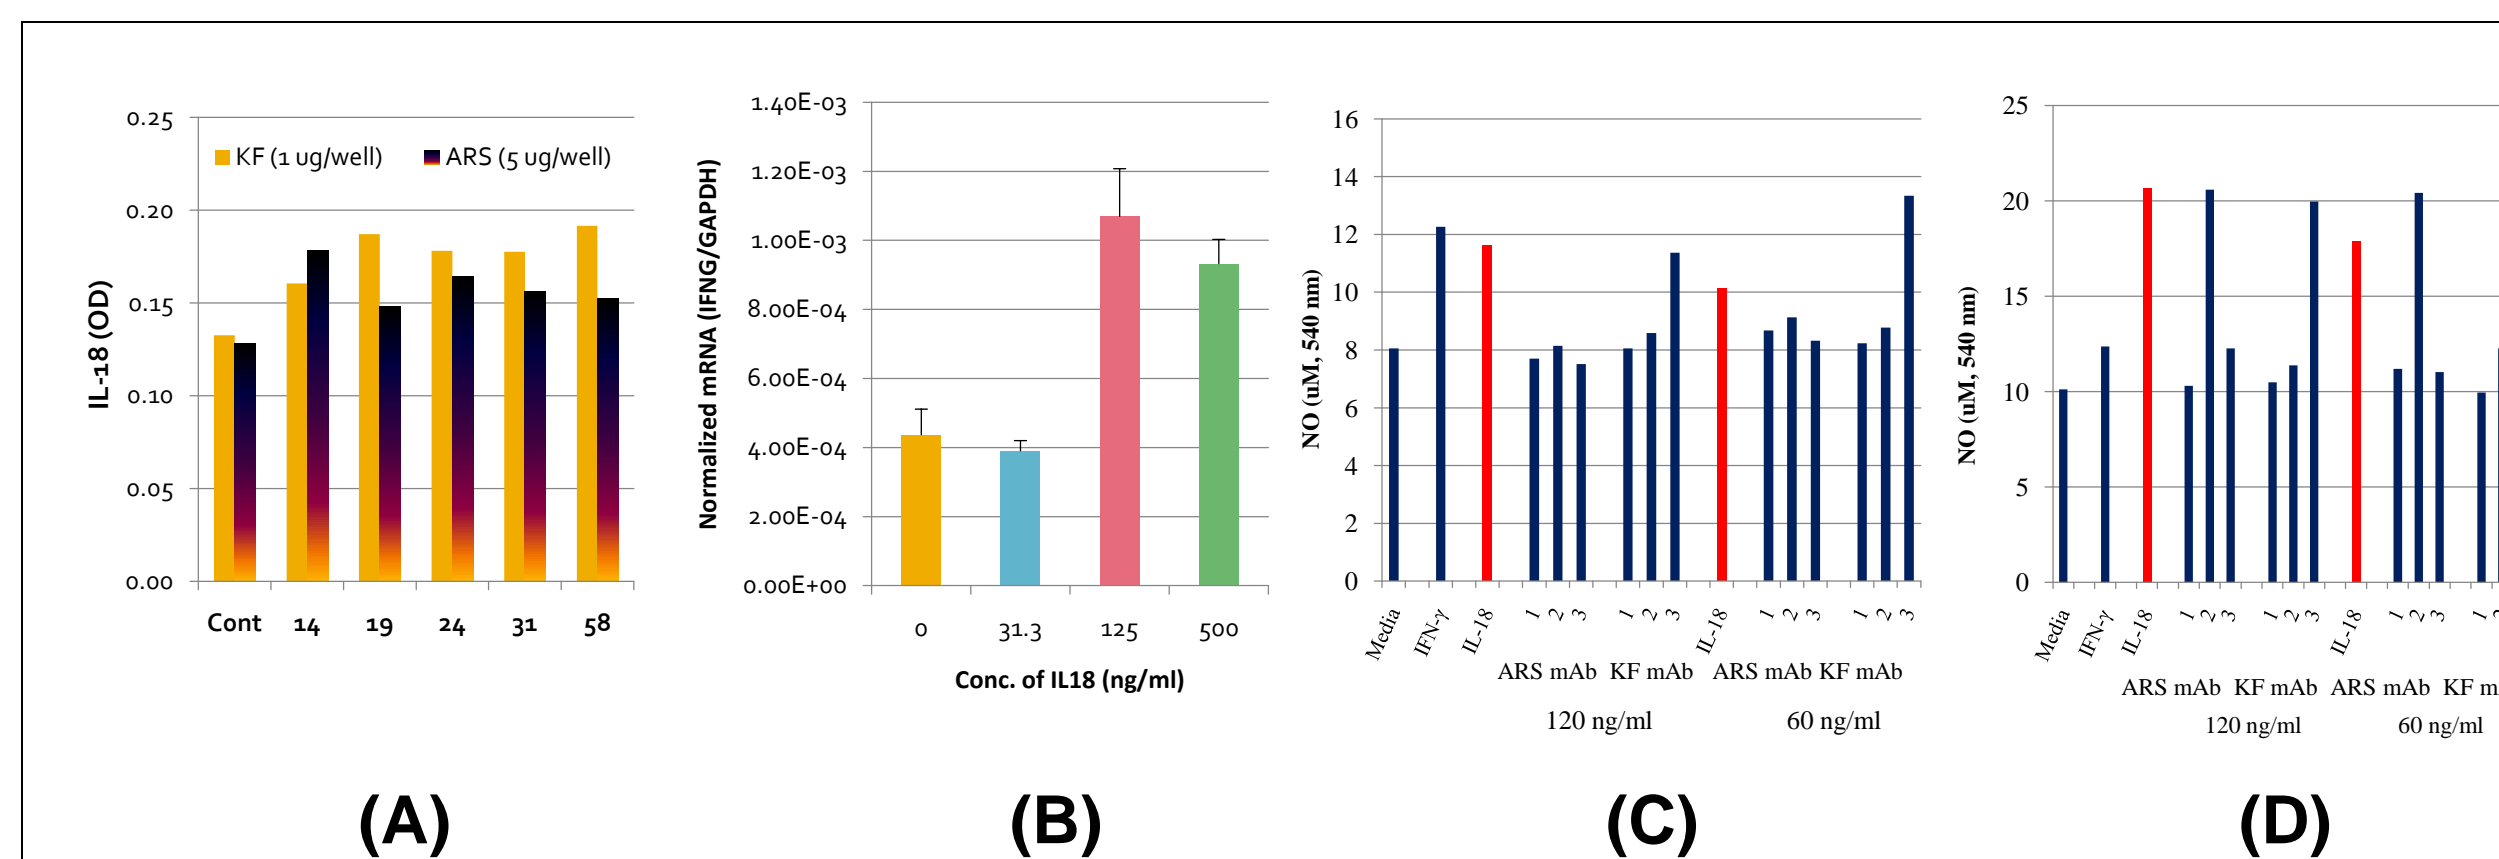 0.25
0.20
0.15
0.10
0.05
0.00
IL-18 (OD)
KF (1 ug/well)
ARS (5 ug/well)
Cont 14 19 24 31 58
(A)
1.40E-03
1.20E-03
1.00E-03
8.00E-04
6.00E-04
4.00E-04
2.00E-04
0.00E+00
Normalized mRNA (IFNG/GAPDH)
0 31.3 125 500
Conc. of IL18 (ng/ml)
(B)
16
14
12
10
8
6
4
2
0
NO (uM, 540 nm)
Media IFN-γ IL-18 1 2 3 1 2 3 IL-18 1 2 3 1 2 3
ARS mAb KF mAb ARS mAb KF mAb
120 ng/ml 60 ng/ml
(C)
25
20
15
10
5
0
NO (uM, 540 nm)
Media IFN-γ IL-18 1 2 3 1 2 3 IL-18 1 2 3 1
ARS mAb KF mAb ARS mAb KF
120 ng/ml 60 ng/ml
(D)